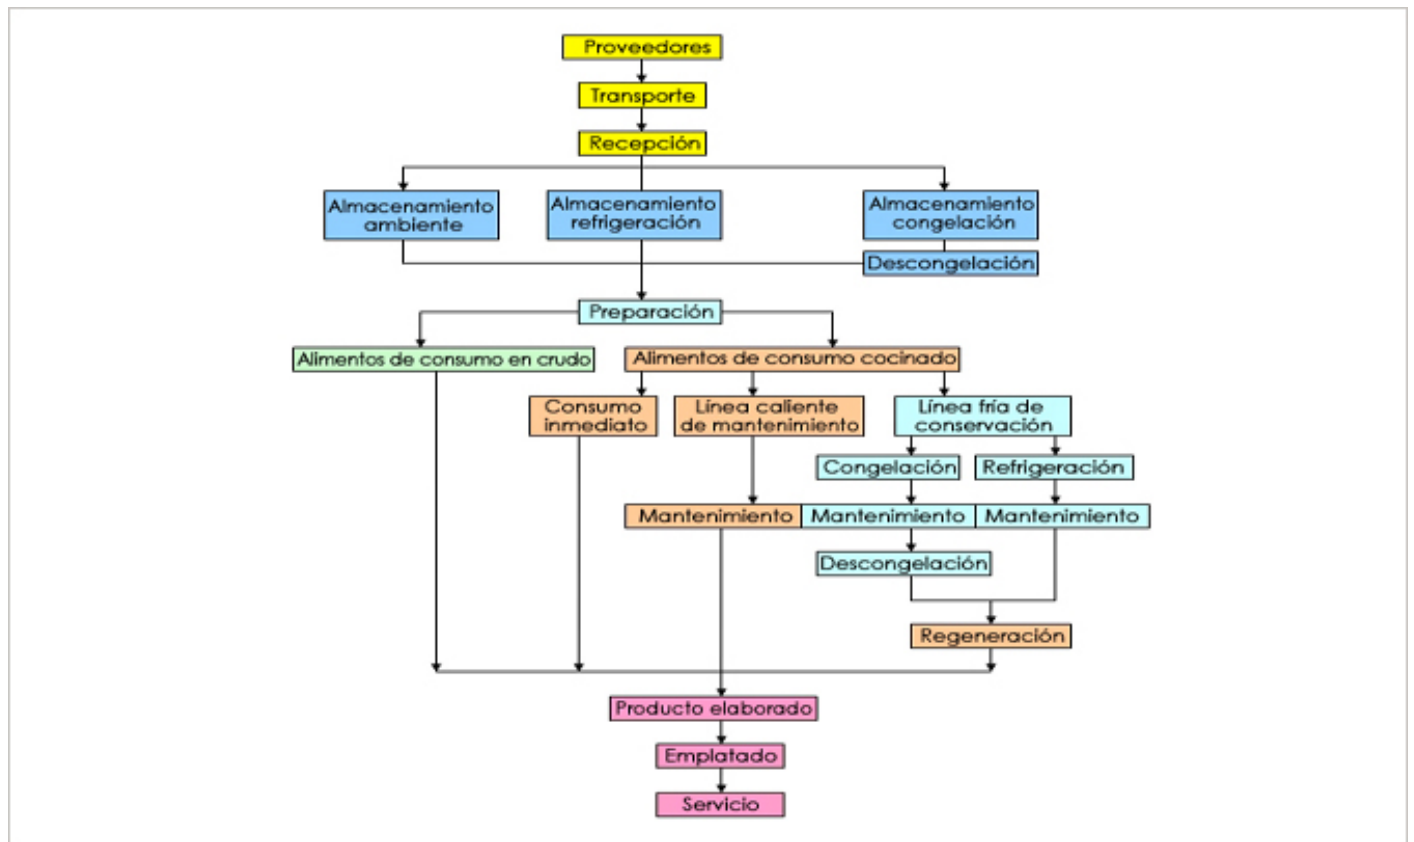 Proveedores
Transporte
Recepción
Almacenamiento
ambiente
Almacenamiento
refrigeración
Almacenamiento
congelación
Descongelación
Preparación
Alimentos de consumo en crudo
Alimentos de consumo cocinado
Consumo
inmediato
Línea caliente
de mantenimiento
Línea fría de
conservación
Congelación
Refrigeración
Mantenimiento
Mantenimiento
Mantenimiento
Descongelación
Regeneración
Producto elaborado
Emplatado
Servicio